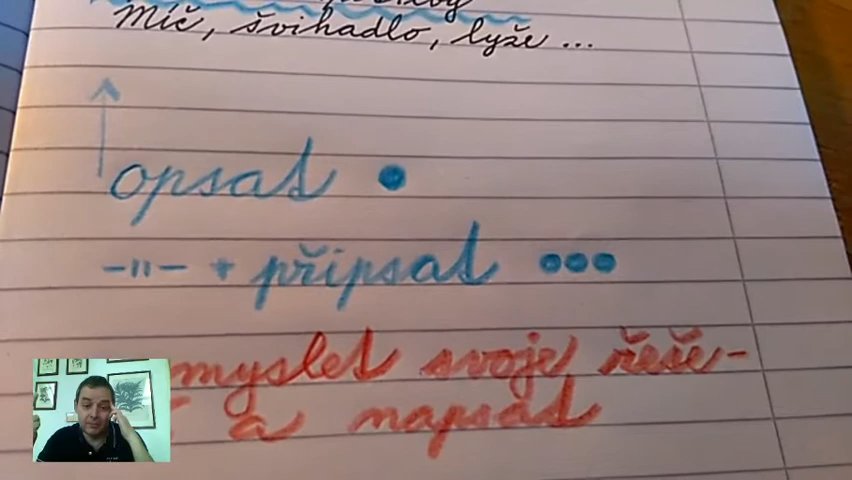 Míč, švihadlo, lyže ...
opsat
-"- + připsat
myslet svoje řeše-
a napsat